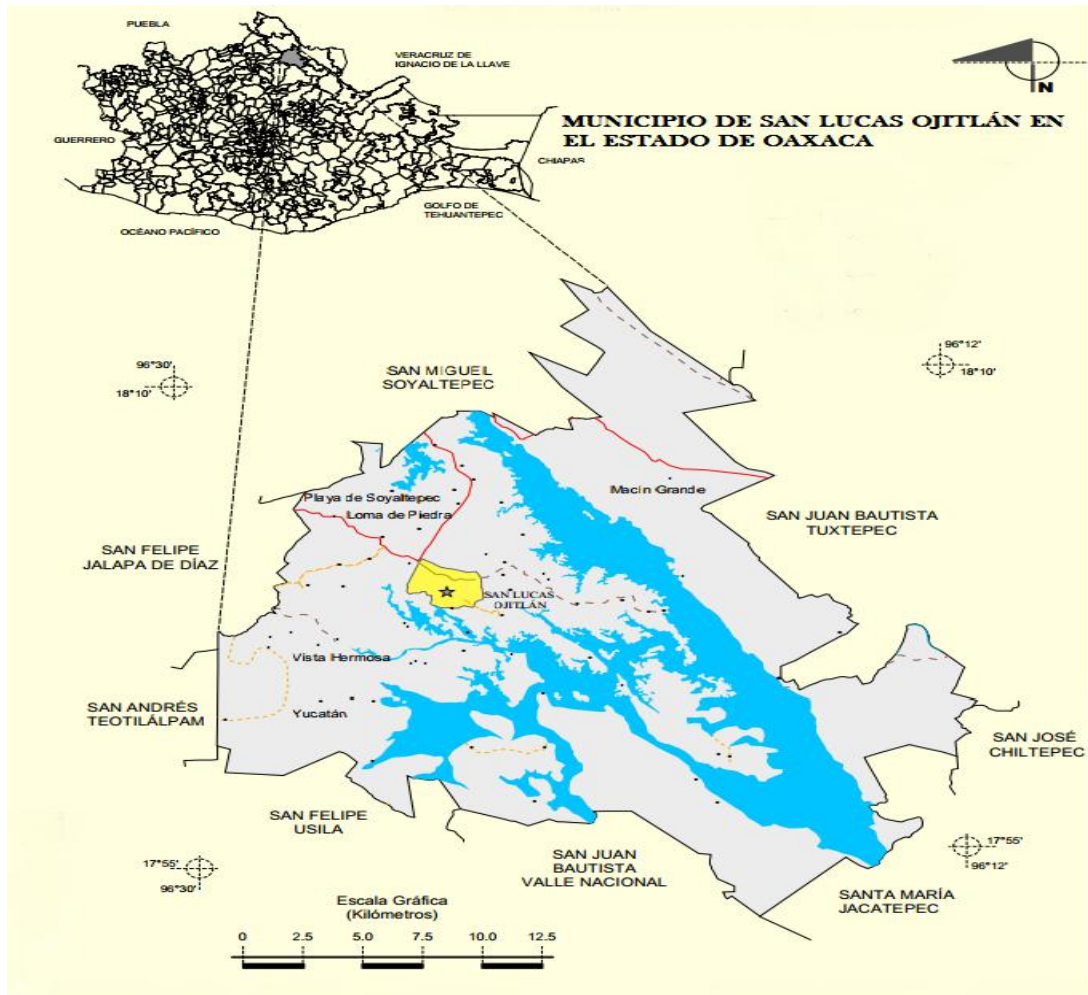 PUEBLA
VERACRUZ DE
IGNACIO DE LA LLAVE
N
MUNICIPIO DE SAN LUCAS OJITLÁN EN
EL ESTADO DE OAXACA
GUERRERO
CHIAPAS
GOLFO DE
TEHUANTEPEC
OCÉANO PACÍFICO
96°30'
18°10'
SAN MIGUEL
SOYALTEPEC
96°12'
18°10'
Macín Grande
Playa de Soyaltepec
Loma de Piedra
SAN JUAN BAUTISTA
TUXTEPEC
SAN FELIPE
JALAPA DE DÍAZ
SAN LUCAS
OJITLÁN
Vista Hermosa
SAN ANDRÉS
TEOTILÁLPAM
Yucatán
SAN JOSÉ
CHILTEPEC
SAN FELIPE
USILA
17°55'
96°30'
SAN JUAN
BAUTISTA
VALLE NACIONAL
17°55'
96°12'
SANTA MARÍA
JACATEPEC
Escala Gráfica
(Kilómetros)
0 2.5 5.0 7.5 10.0 12.5